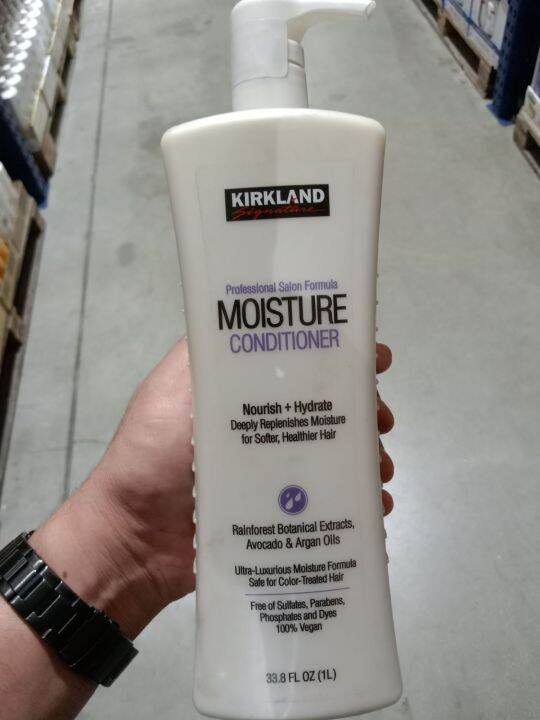 KIRKLAND
Signature
Professional Salon Formula
MOISTURE
CONDITIONER
Nourish + Hydrate
Deeply Replenishes Moisture
for Softer, Healthier Hair
Rainforest Botanical Extracts,
Avocado & Argan Oils
Ultra-Luxurious Moisture Formula
Safe for Color-Treated Hair
Free of Sulfates, Parabens,
Phosphates and Dyes
100% Vegan
33.8 FL OZ (1L)